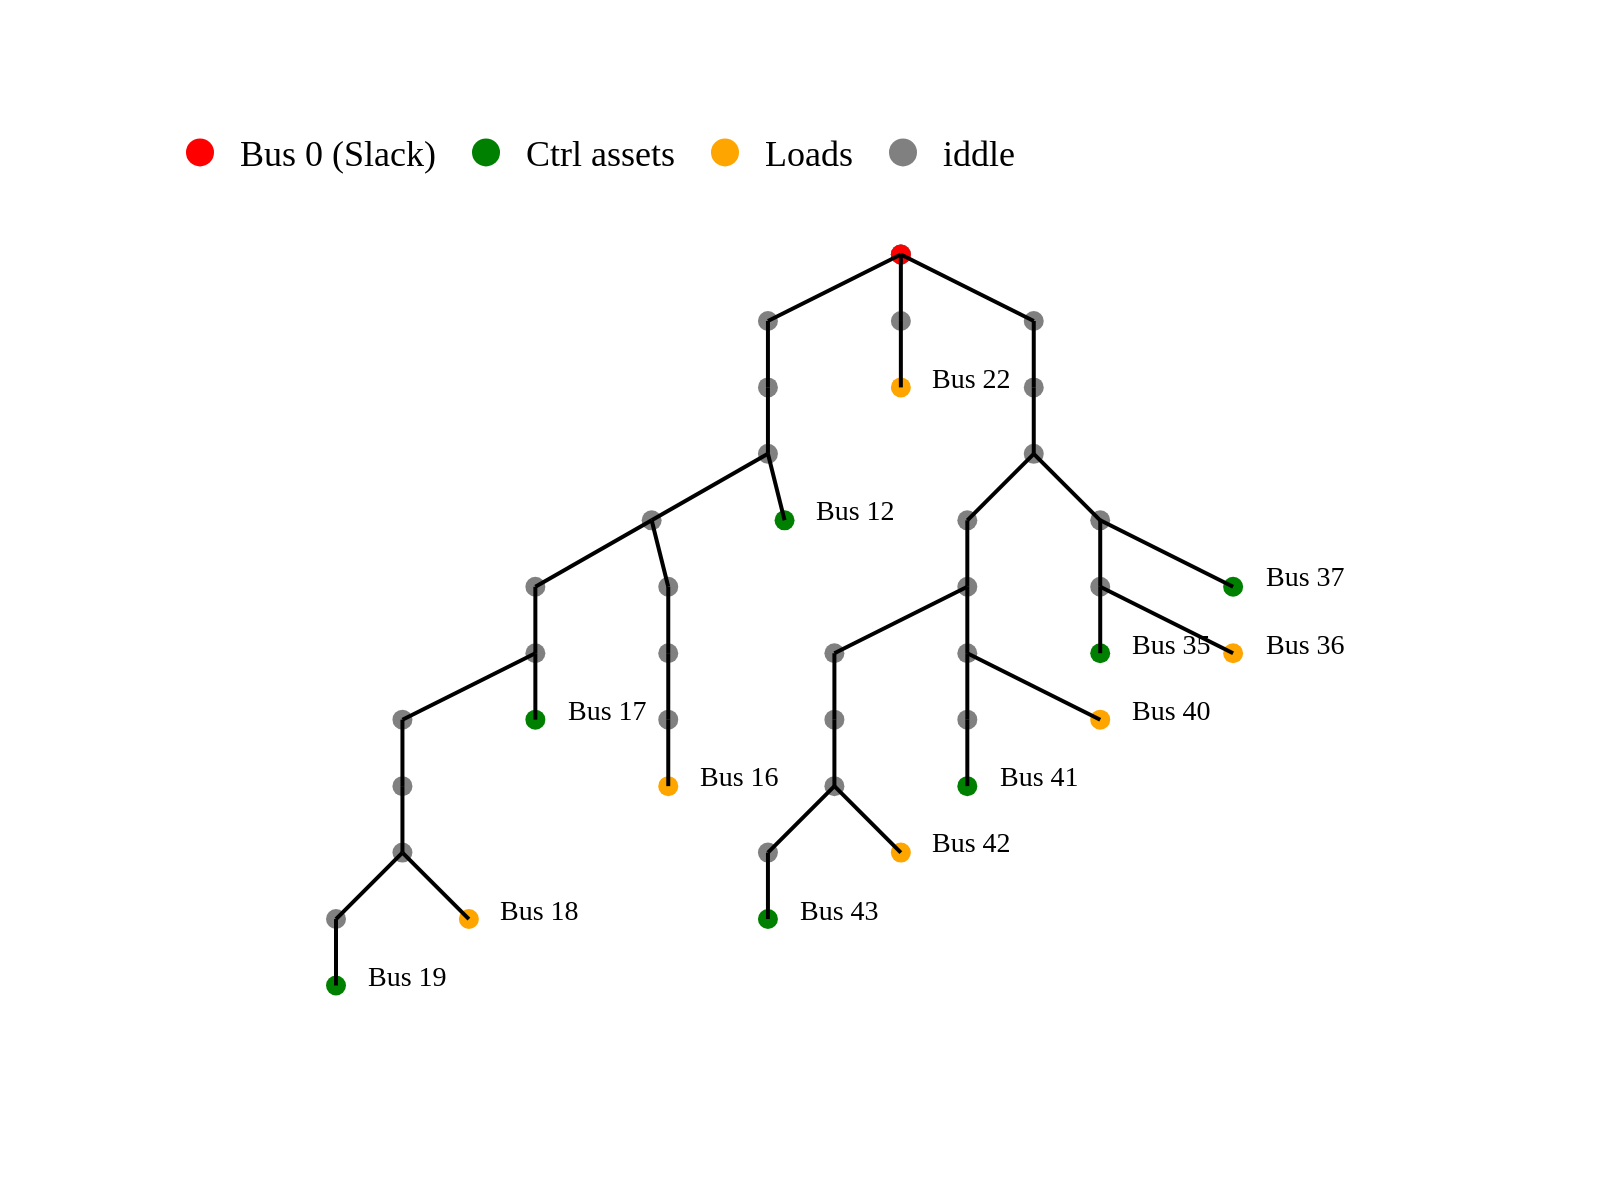 Bus 0 (Slack) Ctrl assets Loads iddle
Bus 22
Bus 12
Bus 37
Bus 35 Bus 36
Bus 17 Bus 40
Bus 16 Bus 41
Bus 42
Bus 18 Bus 43
Bus 19